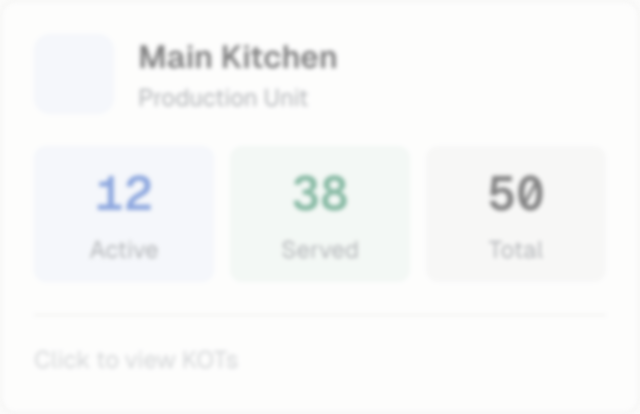 Main Kitchen
Production Unit
12 38 50
Active Served Total
Click to view KOTs